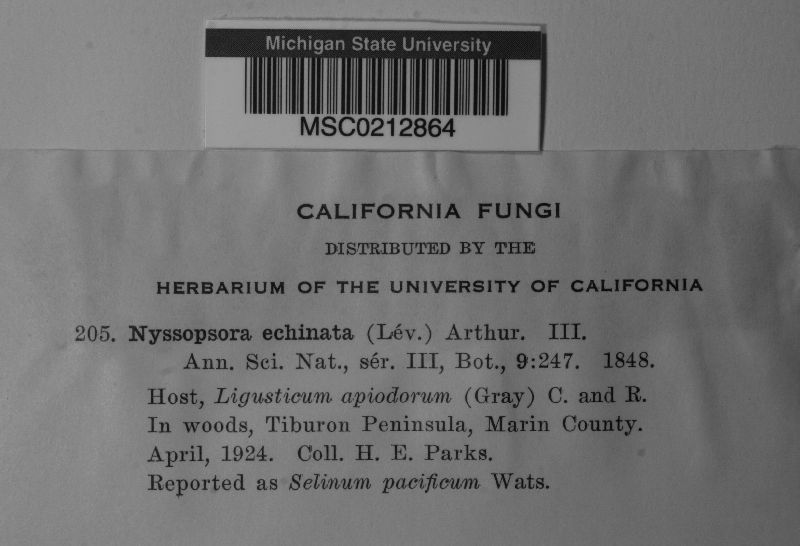 Michigan State University
MSC0212864
CALIFORNIA FUNGI
DISTRIBUTED BY THE
HERBARIUM OF THE UNIVERSITY OF CALIFORNIA
205. Nyssopsora echinata (Lév.) Arthur. III.
Ann. Sci. Nat., sér. III, Bot., 9:247. 1848.
Host, Ligusticum apiodorum (Gray) C. and R.
In woods, Tiburon Peninsula, Marin County.
April, 1924. Coll. H. E. Parks.
Reported as Selinum pacificum Wats.